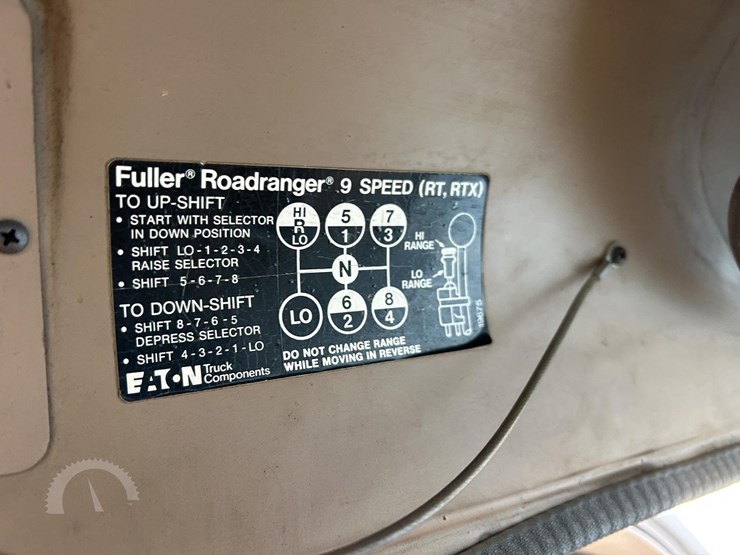 Fuller® Roadranger® 9 SPEED (RT, RTX)
TO UP-SHIFT
• START WITH SELECTOR
IN DOWN POSITION
• SHIFT LO-1-2-3-4
RAISE SELECTOR
• SHIFT 5-6-7-8
TO DOWN-SHIFT
• SHIFT 8-7-6-5
DEPRESS SELECTOR
• SHIFT 4-3-2-1-LO
EATON Truck
Components
HI
R
LO
5
1
7
3
N
LO
6
2
8
4
DO NOT CHANGE RANGE
WHILE MOVING IN REVERSE
HI
RANGE
LO
RANGE
19675